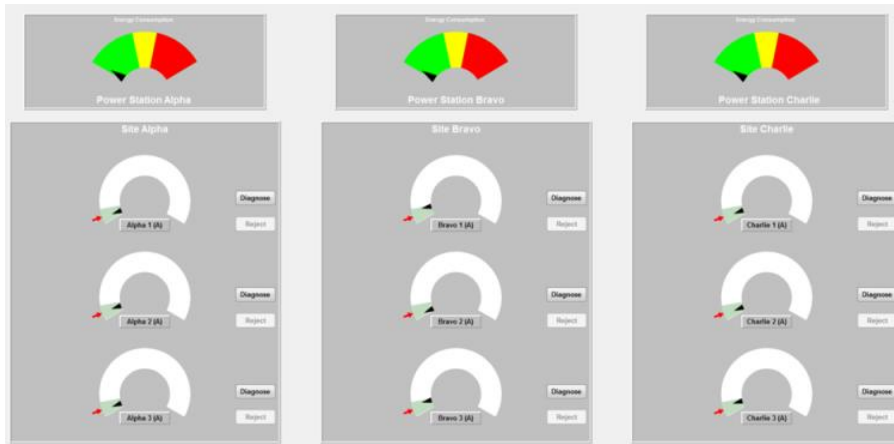 Energy Consumption
Power Station Alpha
Energy Consumption
Power Station Bravo
Energy Consumption
Power Station Charlie
Site Alpha
Diagnose
Alpha 1 (A)
Reject
Diagnose
Alpha 2 (A)
Reject
Diagnose
Alpha 3 (A)
Reject
Site Bravo
Diagnose
Bravo 1 (A)
Reject
Diagnose
Bravo 2 (A)
Reject
Diagnose
Bravo 3 (A)
Reject
Site Charlie
Diagnose
Charlie 1 (A)
Reject
Diagnose
Charlie 2 (A)
Reject
Diagnose
Charlie 3 (A)
Reject